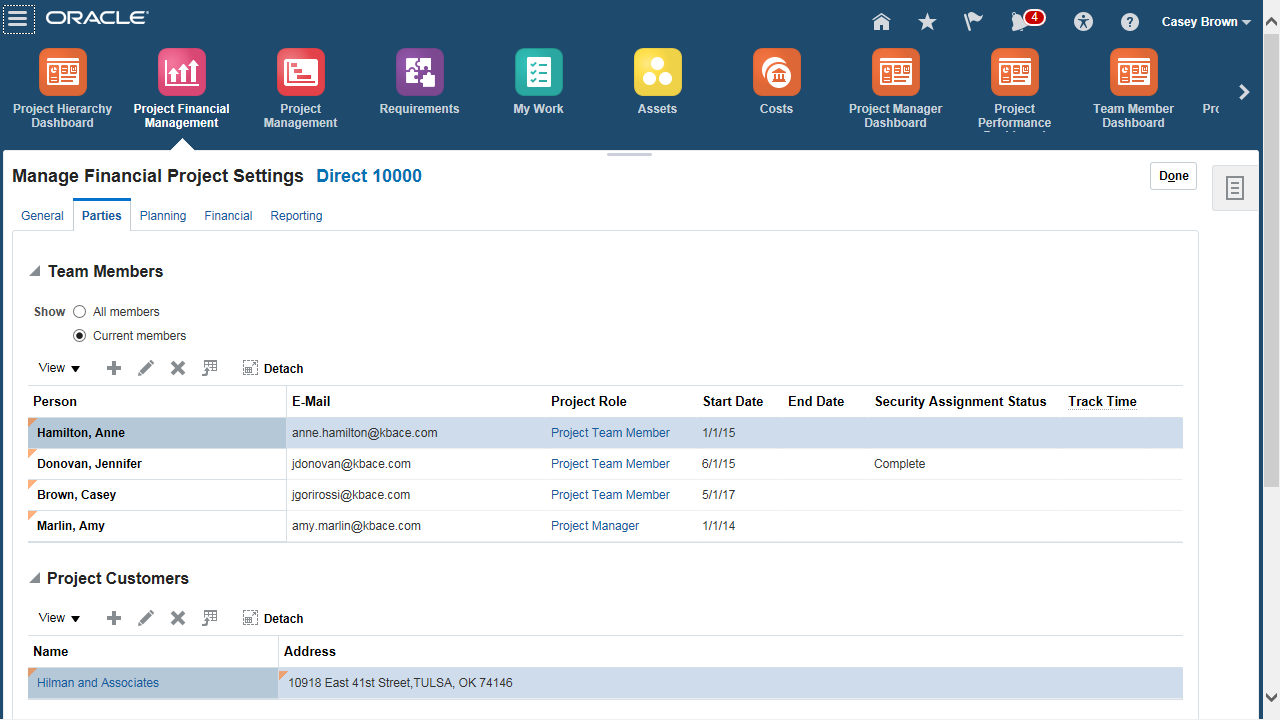 ORACLE
4
Casey Brown
Project Hierarchy
Dashboard
Project Financial
Management
Project
Management
Requirements
My Work
Assets
Costs
Project Manager
Dashboard
Project
Performance
Team Member
Dashboard
Pro
Manage Financial Project Settings Direct 10000
Done
General Parties Planning Financial Reporting
Team Members
Show All members
Current members
View Detach
Person E-Mail Project Role Start Date End Date Security Assignment Status Track Time
Hamilton, Anne anne.hamilton@kbace.com Project Team Member 1/1/15
Donovan, Jennifer jdonovan@kbace.com Project Team Member 6/1/15 Complete
Brown, Casey jgorirossi@kbace.com Project Team Member 5/1/17
Marlin, Amy amy.marlin@kbace.com Project Manager 1/1/14
Project Customers
View Detach
Name Address
Hilman and Associates 10918 East 41st Street,TULSA, OK 74146